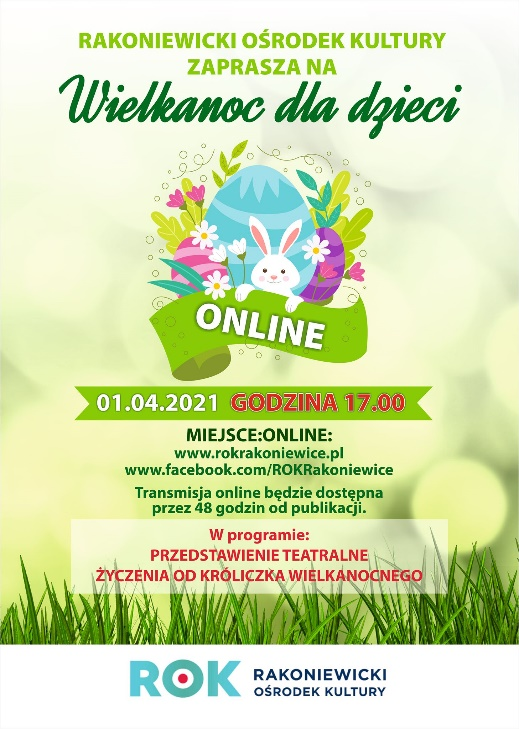 RAKONIEWICKI OŚRODEK KULTURY
ZAPRASZA NA
Wielkanoc dla dzieci
ONLINE
01.04.2021 GODZINA 17.00
MIEJSCE:ONLINE:
www.rokrakoniewice.pl
www.facebook.com/ROKRakoniewice
Transmisja online będzie dostępna
przez 48 godzin od publikacji.
W programie:
PRZEDSTAWIENIE TEATRALNE
ŻYCZENIA OD KRÓLICZKA WIELKANOCNEGO
ROK RAKONIEWICKI
OŚRODEK KULTURY